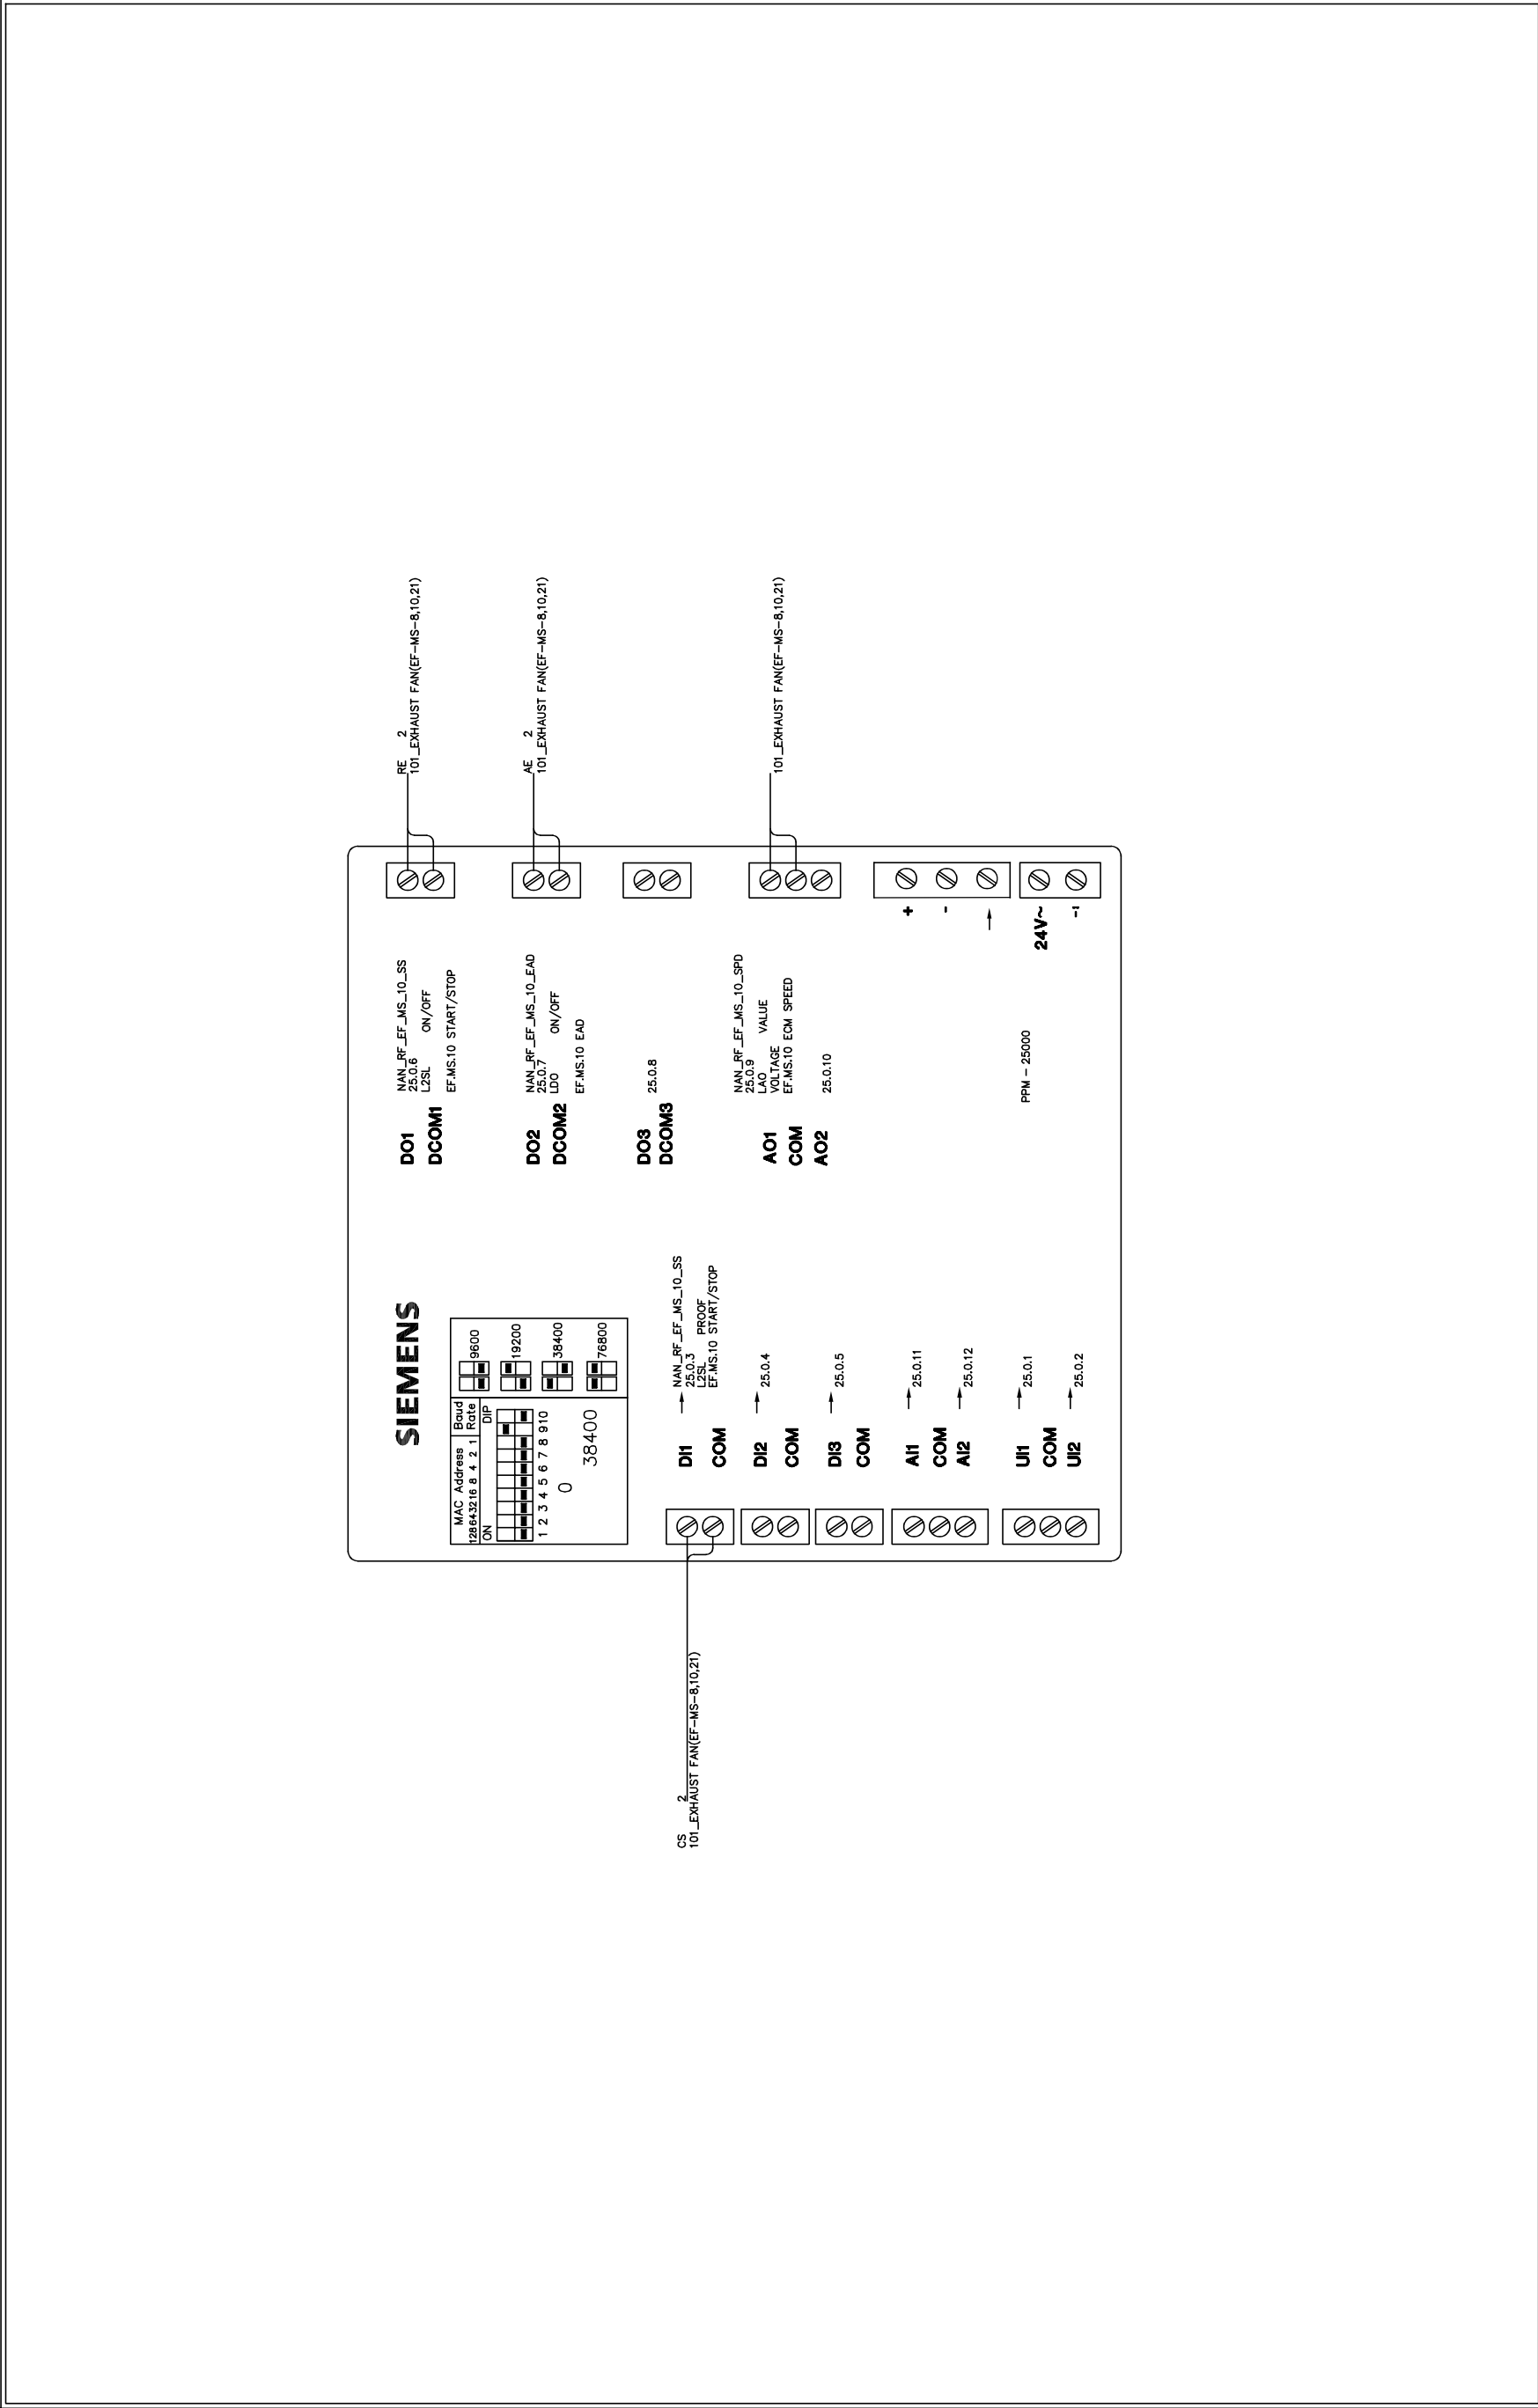 SIEMENS
MAC Address
Baud
Rate
128643216 8 4 2 1
ON
DIP
1 2 3 4 5 6 7 8 910
0
38400
9600
19200
38400
76800
DI1
NAN_RF_EF_MS_10_SS
25.0.3
L2SL PROOF
EF.MS.10 START/STOP
COM
DI2
25.0.4
COM
DI3
25.0.5
COM
AI1
25.0.11
COM
AI2
25.0.12
UI1
25.0.1
COM
UI2
25.0.2
CS 2
101_EXHAUST FAN(EF-MS-8,10,21)
DO1
DCOM1
NAN_RF_EF_MS_10_SS
25.0.6
L2SL ON/OFF
EF.MS.10 START/STOP
RE 2
101_EXHAUST FAN(EF-MS-8,10,21)
DO2
DCOM2
NAN_RF_EF_MS_10_EAD
25.0.7
LDO ON/OFF
EF.MS.10 EAD
AE 2
101_EXHAUST FAN(EF-MS-8,10,21)
DO3
DCOM3
25.0.8
AO1
COM
AO2
NAN_RF_EF_MS_10_SPD
25.0.9
LAO VALUE
VOLTAGE
EF.MS.10 ECM SPEED
25.0.10
101_EXHAUST FAN(EF-MS-8,10,21)
+
-
24V~
PPM - 25000